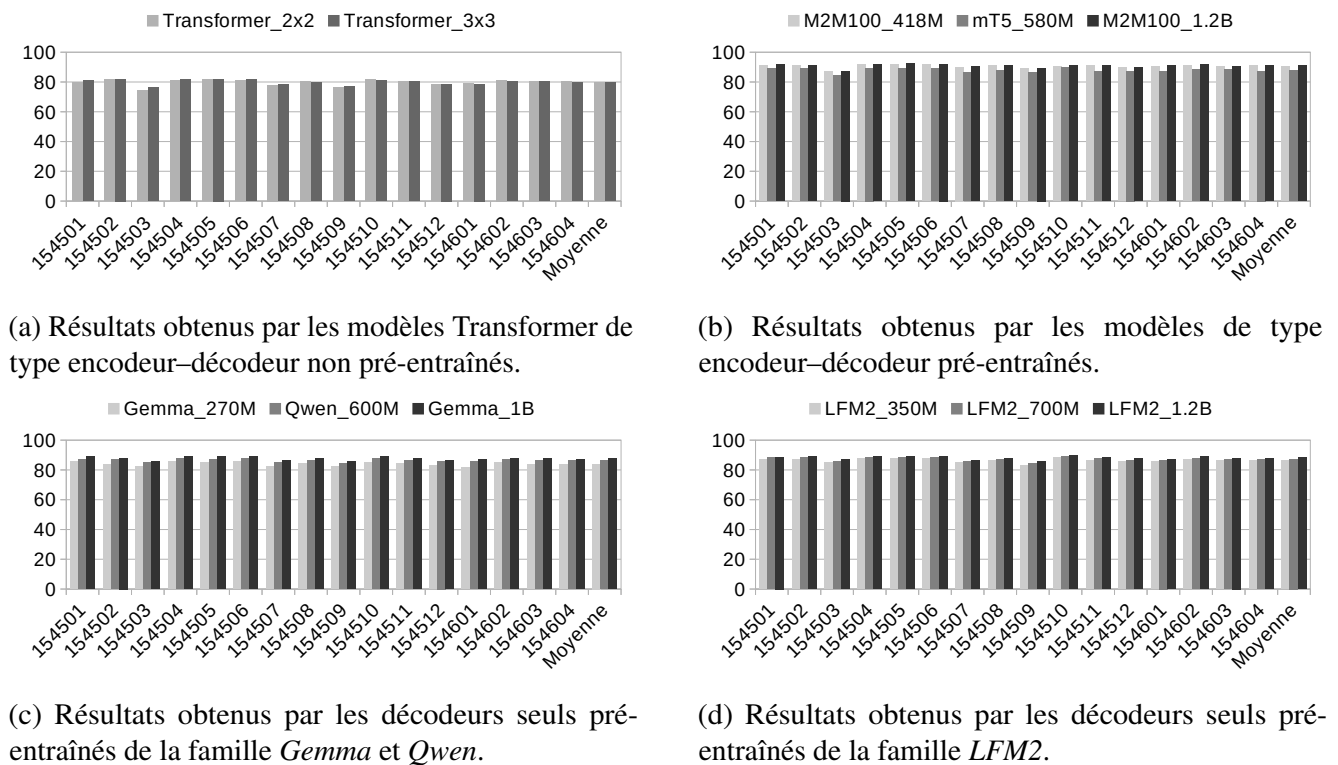 Transformer_2x2 Transformer_3x3
100
80
60
40
20
0
154501 154502 154503 154504 154505 154506 154507 154508 154509 154510 154511 154512 154601 154602 154603 154604 Moyenne
(a) Résultats obtenus par les modèles Transformer de
type encodeur–décodeur non pré-entraînés.
M2M100_418M mT5_580M M2M100_1.2B
100
80
60
40
20
0
154501 154502 154503 154504 154505 154506 154507 154508 154509 154510 154511 154512 154601 154602 154603 154604 Moyenne
(b) Résultats obtenus par les modèles de type
encodeur–décodeur pré-entraînés.
Gemma_270M Qwen_600M Gemma_1B
100
80
60
40
20
0
154501 154502 154503 154504 154505 154506 154507 154508 154509 154510 154511 154512 154601 154602 154603 154604 Moyenne
(c) Résultats obtenus par les décodeurs seuls pré-
entraînés de la famille Gemma et Qwen.
LFM2_350M LFM2_700M LFM2_1.2B
100
80
60
40
20
0
154501 154502 154503 154504 154505 154506 154507 154508 154509 154510 154511 154512 154601 154602 154603 154604 Moyenne
(d) Résultats obtenus par les décodeurs seuls pré-
entraînés de la famille LFM2.